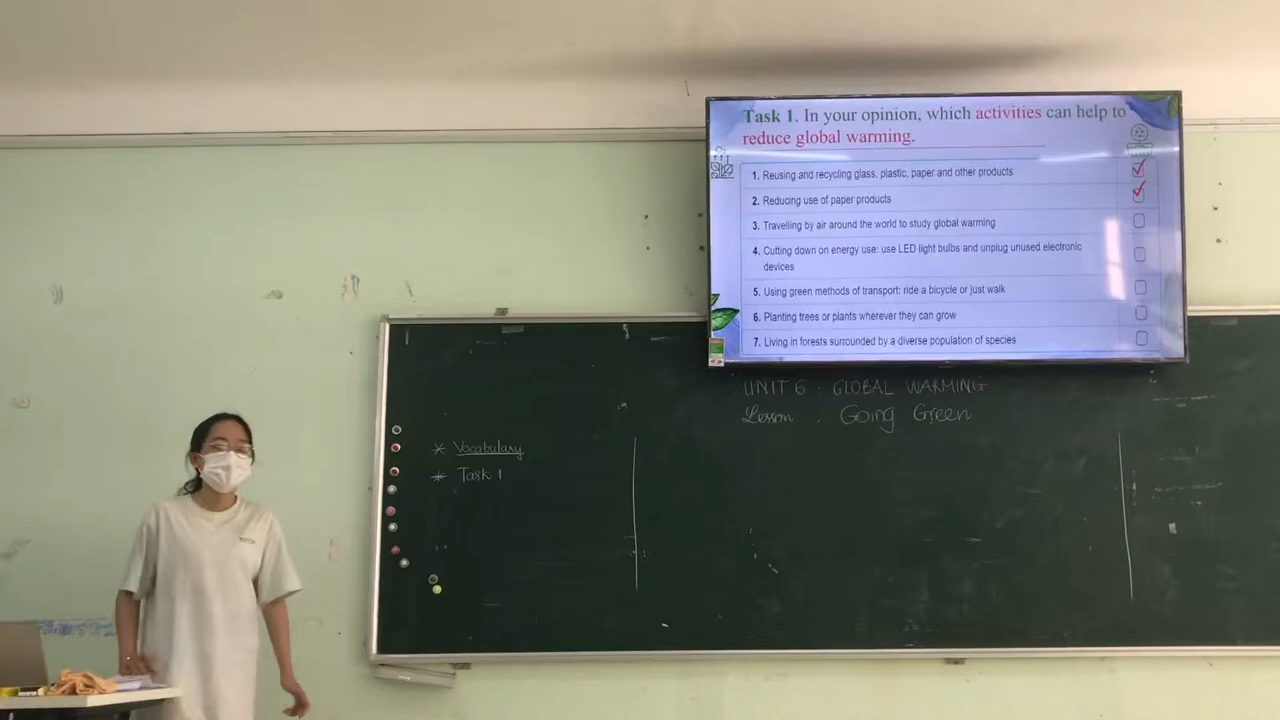 Task 1. In your opinion, which activities can help to
reduce global warming.
1. Reusing and recycling glass, plastic, paper and other products
2. Reducing use of paper products
3. Travelling by air around the world to study global warming
4. Cutting down on energy use: use LED light bulbs and unplug unused electronic
devices
5. Using green methods of transport: ride a bicycle or just walk
6. Planting trees or plants wherever they can grow
7. Living in forests surrounded by a diverse population of species
UNIT 6 . GLOBAL WARMING
Lesson . Going Green
* Vocabulary
* Task 1